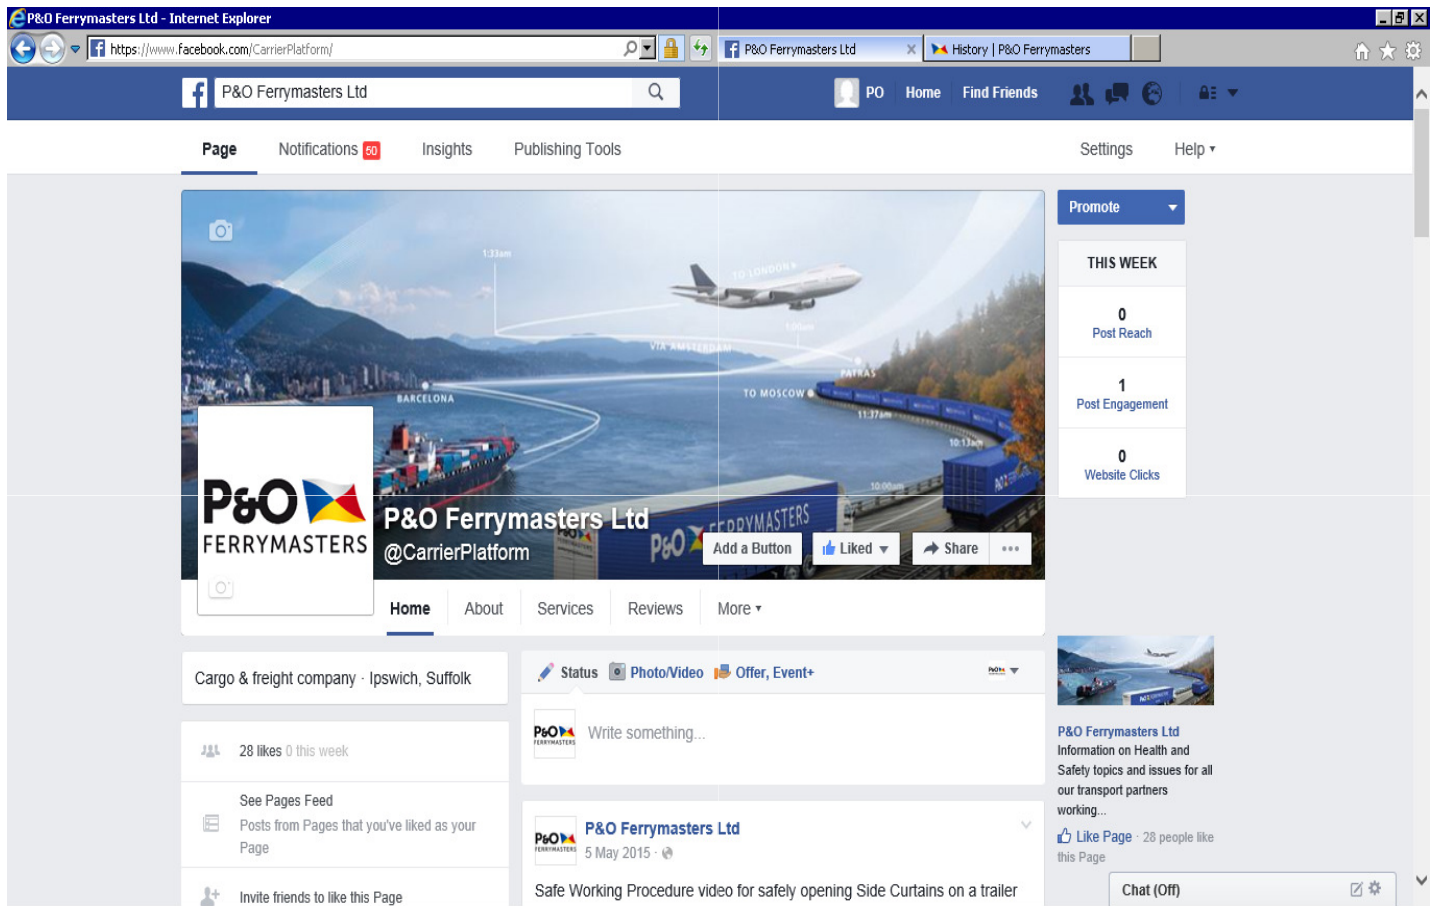 P&O Ferrymasters Ltd - Internet Explorer
https://www.facebook.com/CarrierPlatform/
P&O Ferrymasters Ltd
History | P&O Ferrymasters
P&O Ferrymasters Ltd
PO Home Find Friends
Page Notifications 50 Insights Publishing Tools Settings Help
Promote
THIS WEEK
0
Post Reach
1
Post Engagement
0
Website Clicks
1:33am
TO LONDON
1:00am
VIA AMSTERDAM
PATRAS
BARCELONA
TO MOSCOW
11:37am
10:13am
10:00am
P&O
FERRYMASTERS
P&O FERRYMASTERS
P&O Ferrymasters Ltd
@CarrierPlatform
Add a Button Liked Share ...
Home About Services Reviews More
Cargo & freight company · Ipswich, Suffolk
28 likes 0 this week
See Pages Feed
Posts from Pages that you've liked as your
Page
Invite friends to like this Page
Status Photo/Video Offer, Event+
P&O
FERRYMASTERS
Write something...
P&O
FERRYMASTERS
P&O Ferrymasters Ltd
5 May 2015 ·
Safe Working Procedure video for safely opening Side Curtains on a trailer
P&O Ferrymasters Ltd
Information on Health and
Safety topics and issues for all
our transport partners
working...
Like Page · 28 people like
this Page
Chat (Off)